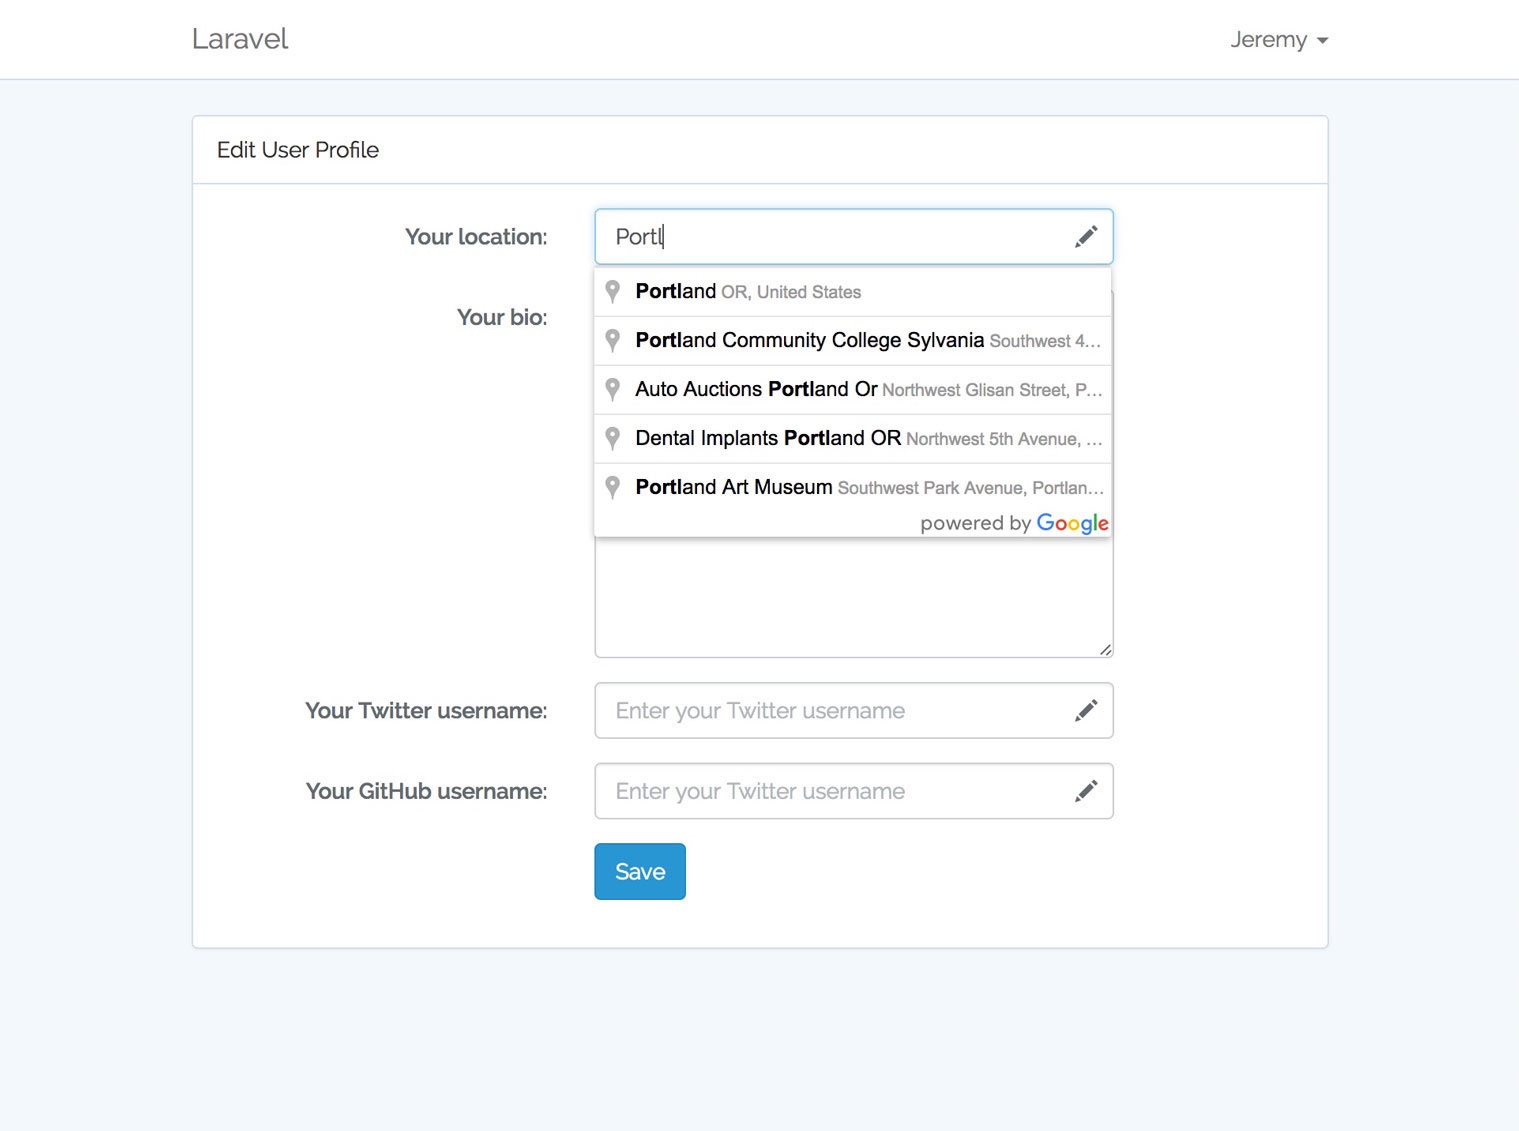 Laravel
Jeremy
Edit User Profile
Your location:
Portl
Portland OR, United States
Your bio:
Portland Community College Sylvania Southwest 4...
Auto Auctions Portland Or Northwest Glisan Street, P...
Dental Implants Portland OR Northwest 5th Avenue, ...
Portland Art Museum Southwest Park Avenue, Portlan...
powered by Google
Your Twitter username:
Enter your Twitter username
Your GitHub username:
Enter your Twitter username
Save